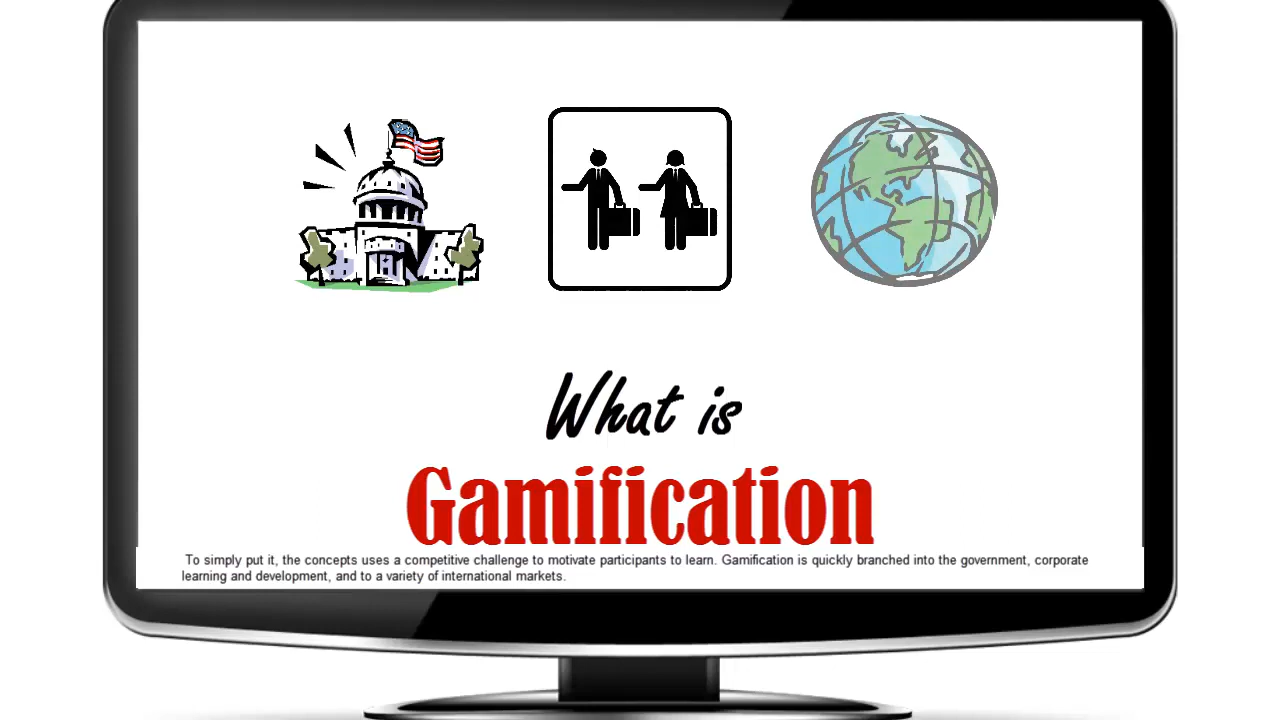 What is
Gamification
To simply put it, the concepts uses a competitive challenge to motivate participants to learn. Gamification is quickly branched into the government, corporate
learning and development, and to a variety of international markets.